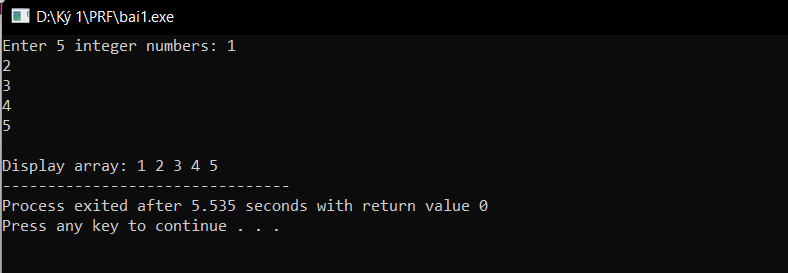 D:\Ký 1\PRF\bai1.exe
Enter 5 integer numbers: 1
2
3
4
5
Display array: 1 2 3 4 5
--------------------------------
Process exited after 5.535 seconds with return value 0
Press any key to continue . . .